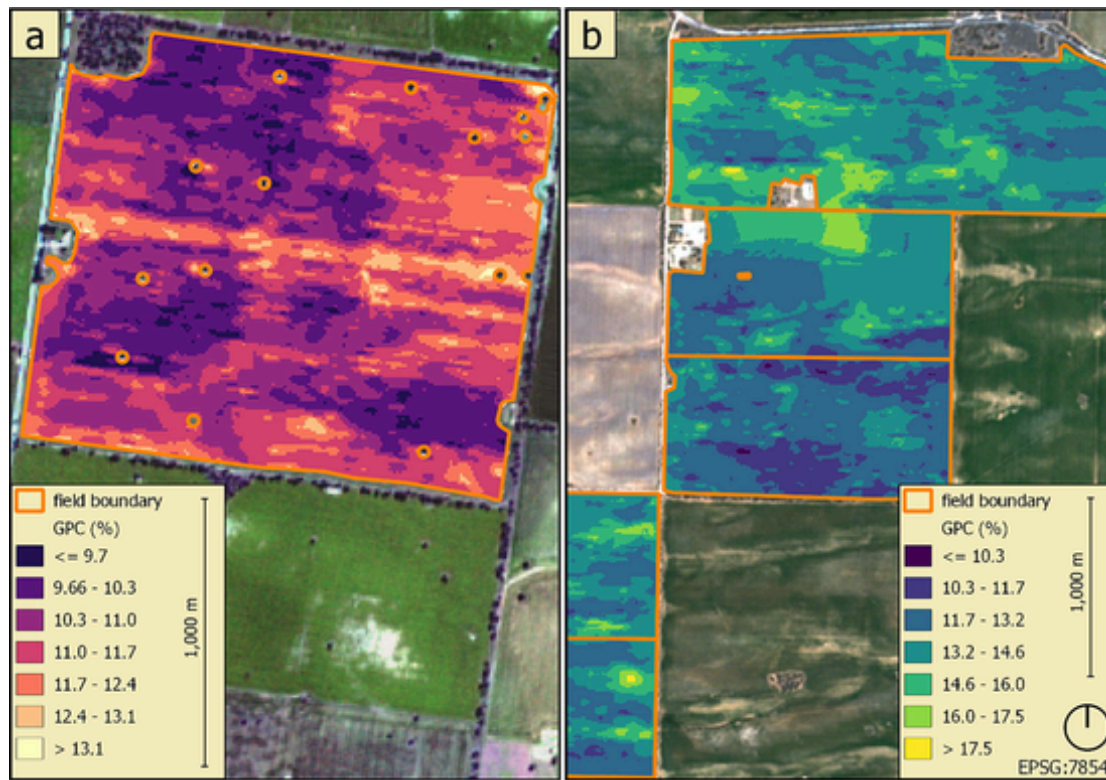 a
field boundary
GPC (%)
<= 9.7
9.66 - 10.3
10.3 - 11.0
11.0 - 11.7
11.7 - 12.4
12.4 - 13.1
> 13.1
1,000 m
b
field boundary
GPC (%)
<= 10.3
10.3 - 11.7
11.7 - 13.2
13.2 - 14.6
14.6 - 16.0
16.0 - 17.5
> 17.5
1,000 m
EPSG:7854